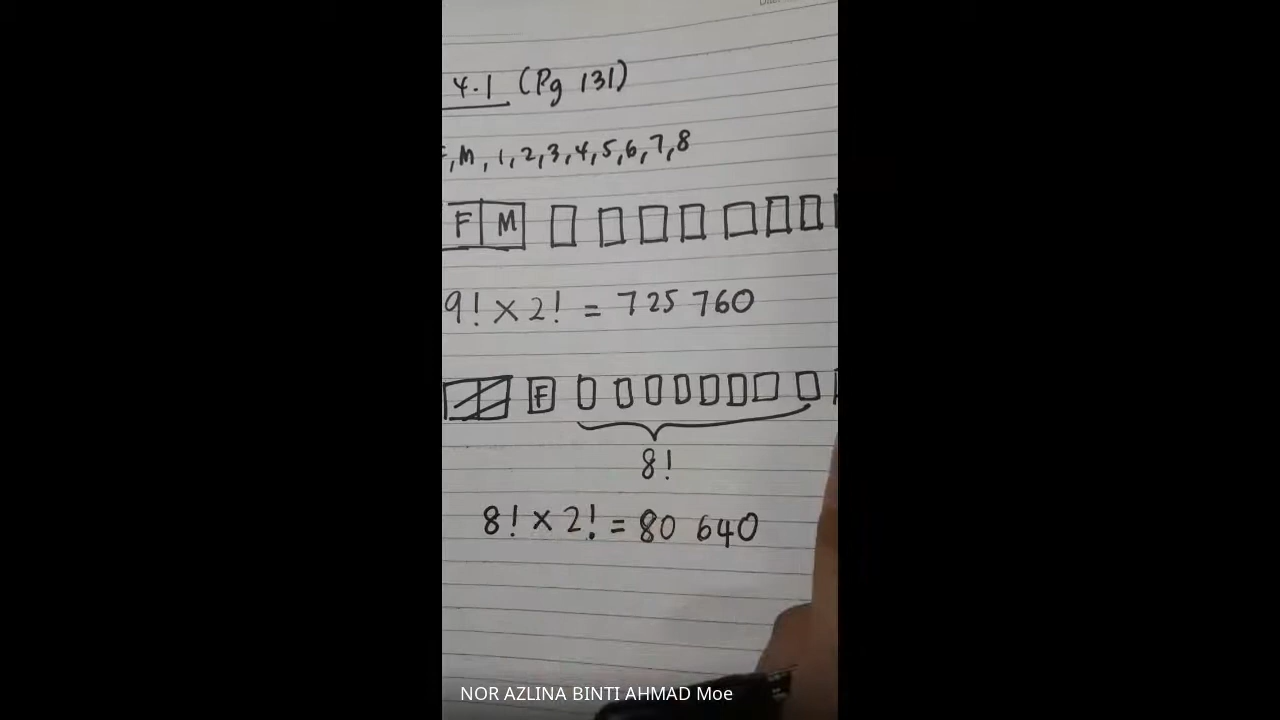 4.1 (Pg 131)
,M, 1, 2, 3, 4, 5, 6, 7, 8
F M
9! × 2! = 725 760
F
8!
8! × 2! = 80 640
NOR AZLINA BINTI AHMAD Moe